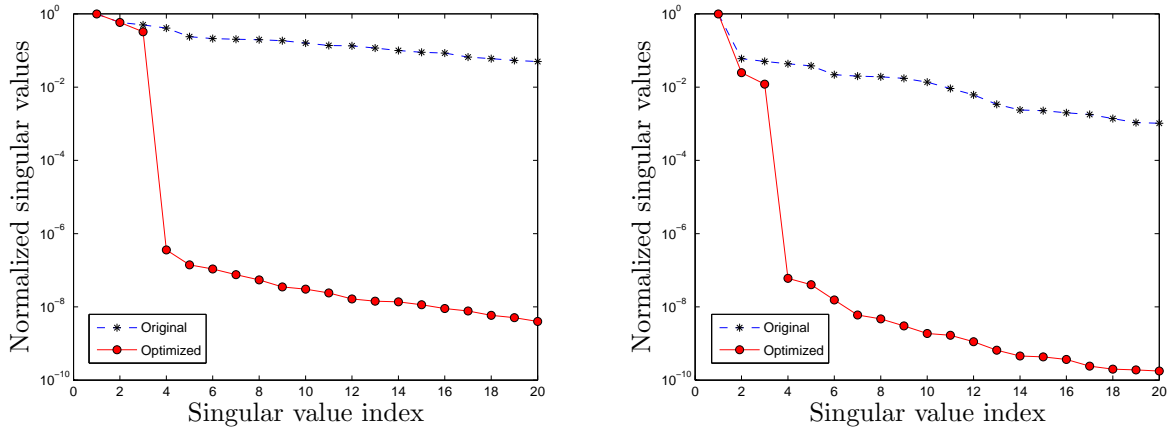 Normalized singular values
10^0
10^−2
10^−4
10^−6
10^−8
10^−10
0 2 4 6 8 10 12 14 16 18 20
Singular value index
Original
Optimized
Normalized singular values
10^0
10^−2
10^−4
10^−6
10^−8
10^−10
0 2 4 6 8 10 12 14 16 18 20
Singular value index
Original
Optimized